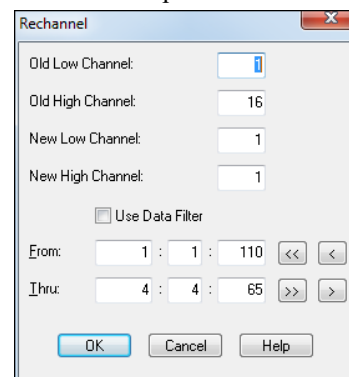 Rechannel
Old Low Channel: 1
Old High Channel: 16
New Low Channel: 1
New High Channel: 1
Use Data Filter
From: 1 : 1 : 110 << <
Thru: 4 : 4 : 65 >> >
OK Cancel Help